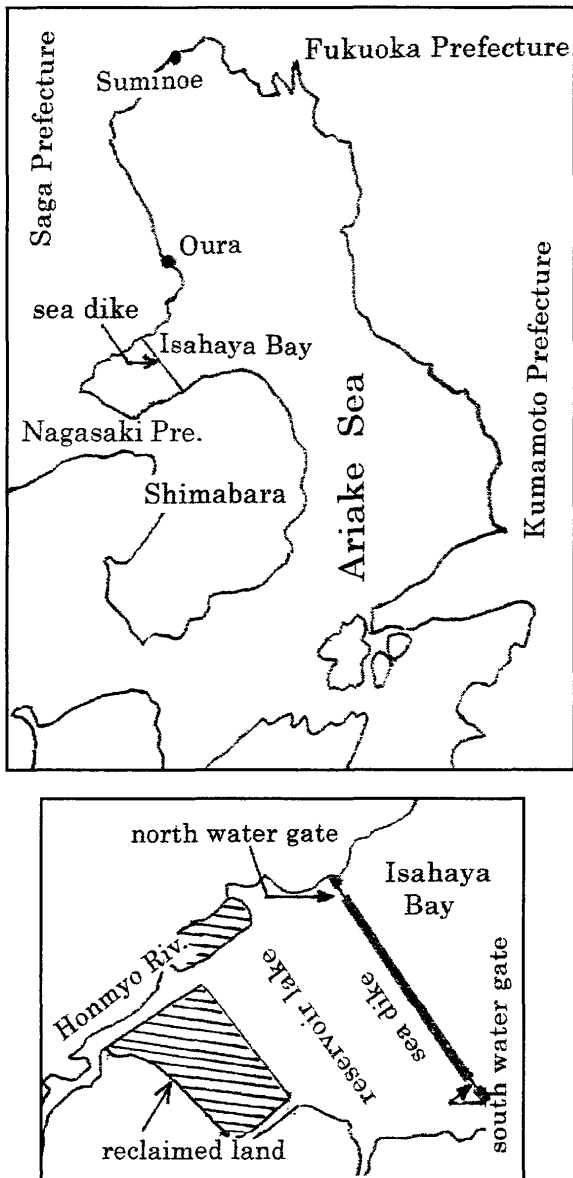 Fukuoka Prefecture
Suminoe
Saga Prefecture
Oura
sea dike
Isahaya Bay
Nagasaki Pre.
Shimabara
Ariake Sea
Kumamoto Prefecture
north water gate
Isahaya
Bay
Honmyo Riv.
reservoir lake
sea dike
south water gate
reclaimed land